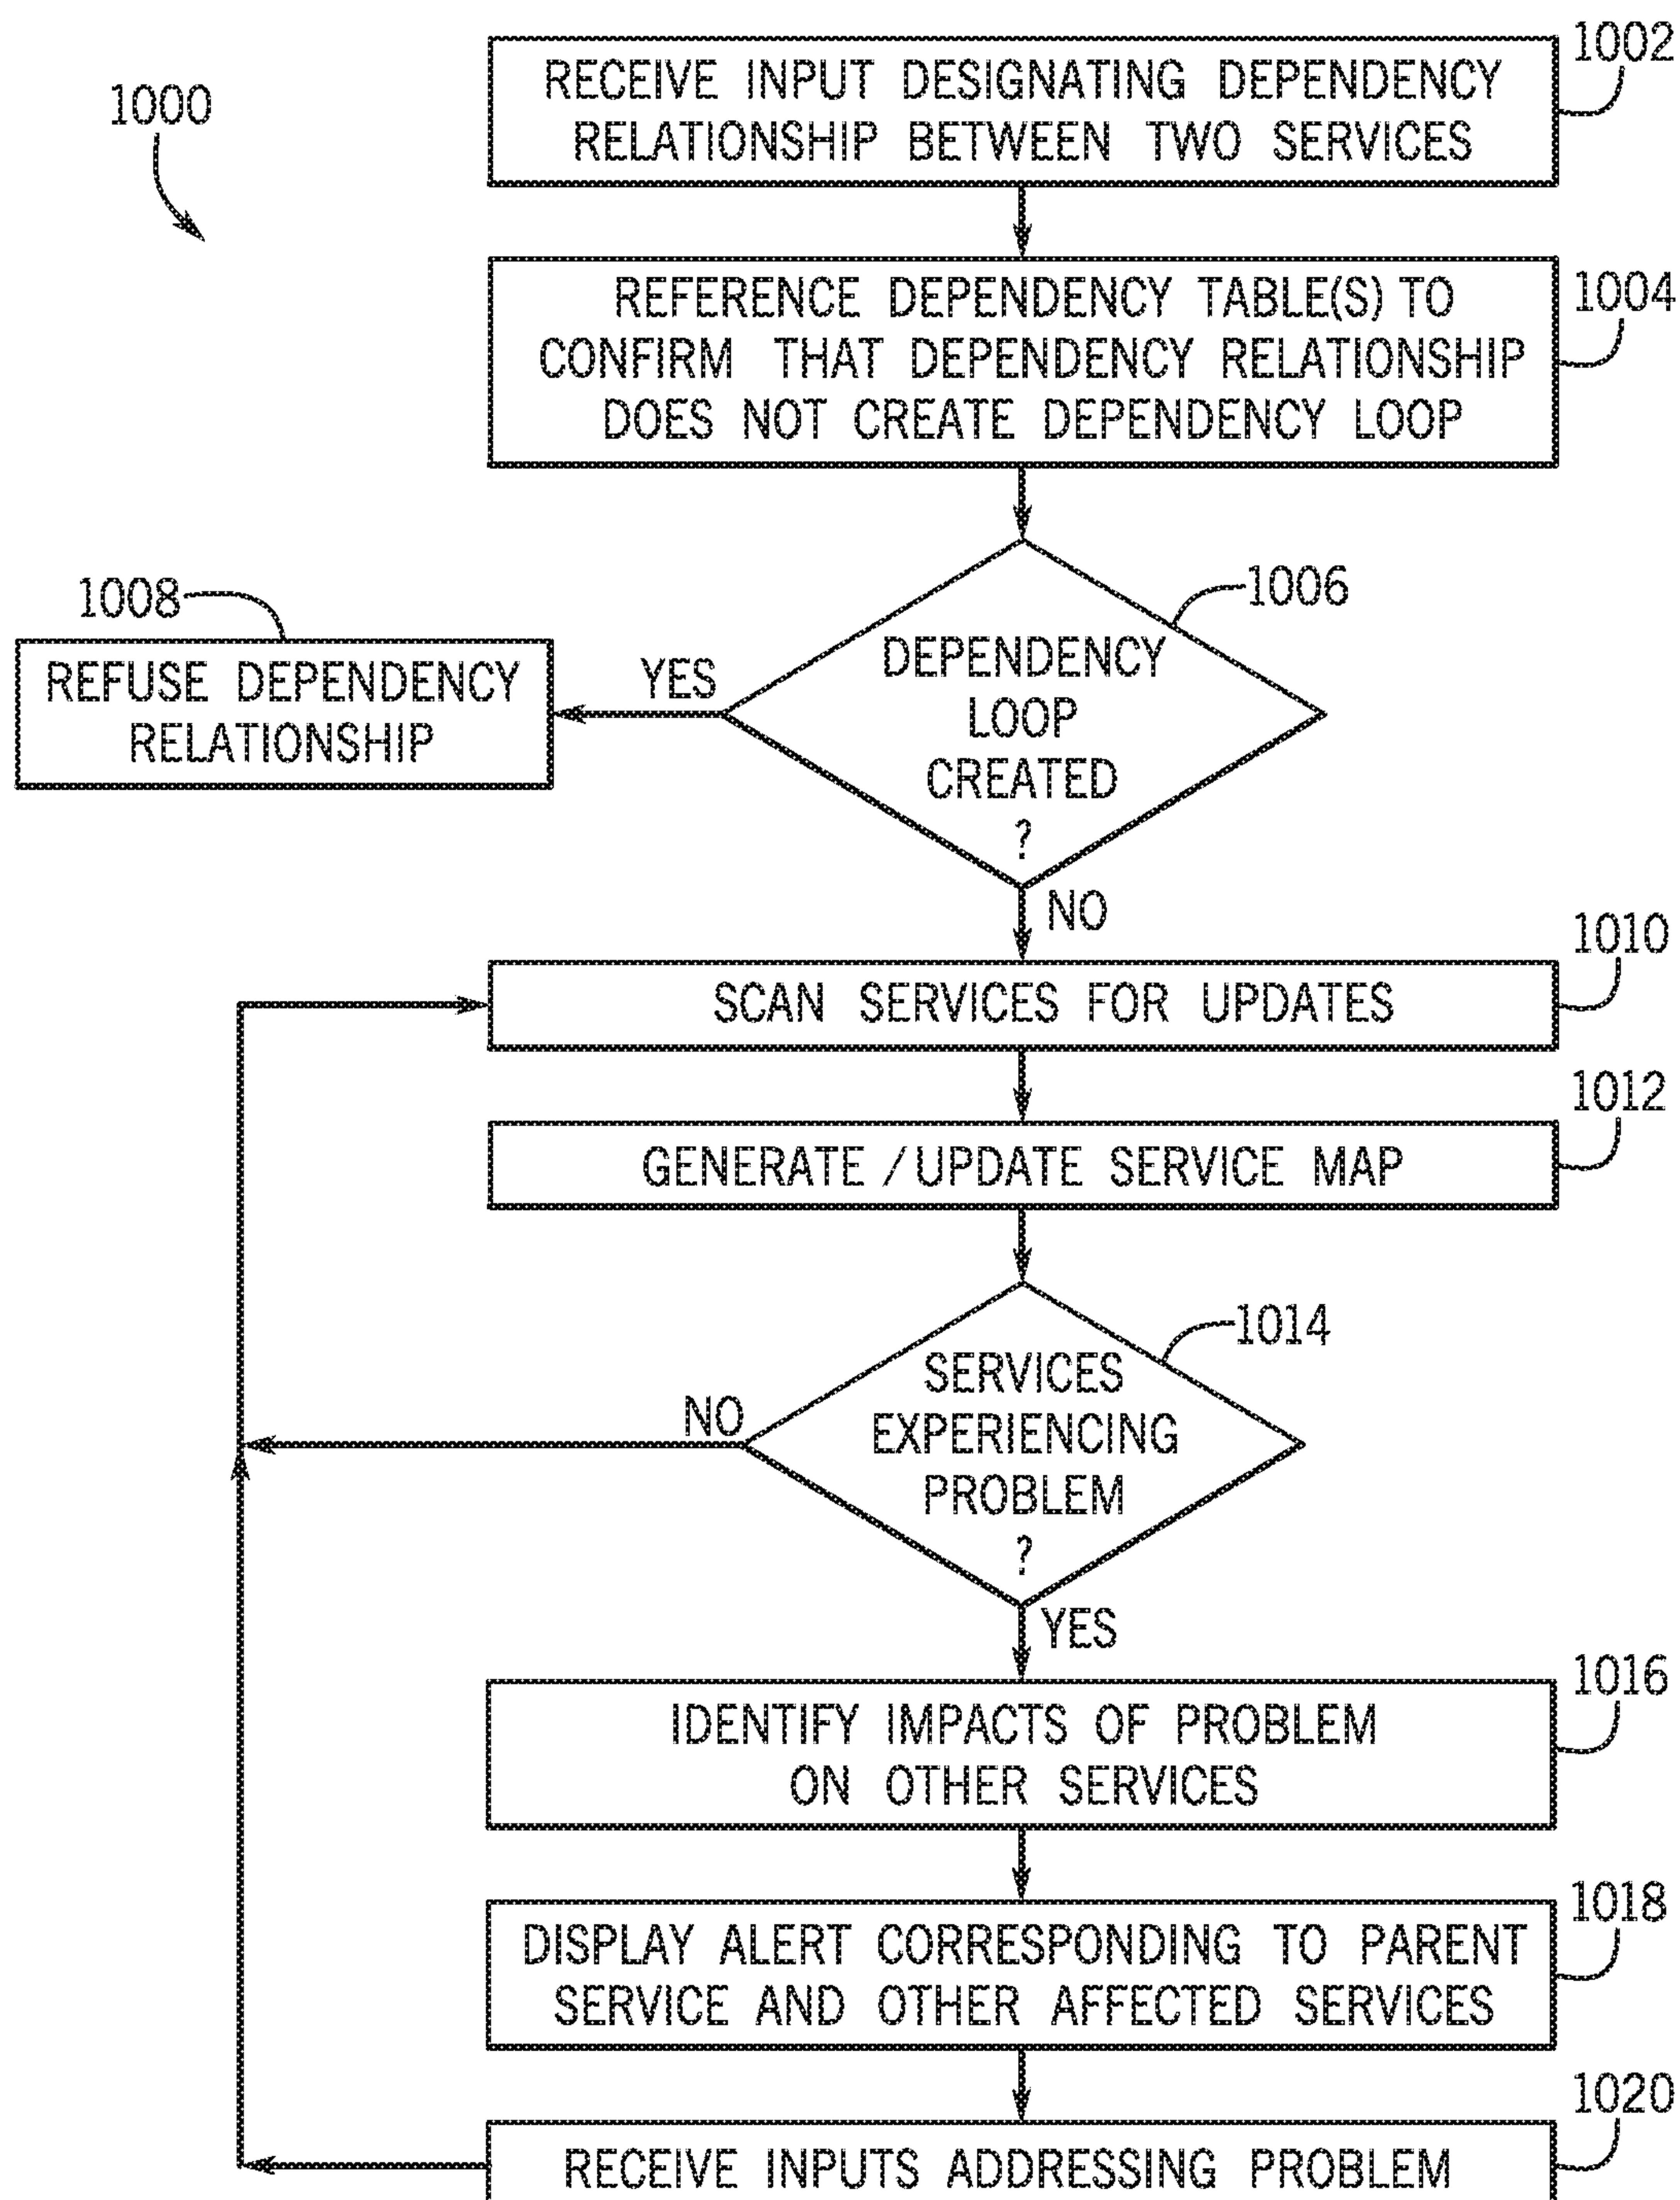 1000
1002
RECEIVE INPUT DESIGNATING DEPENDENCY
RELATIONSHIP BETWEEN TWO SERVICES
1004
REFERENCE DEPENDENCY TABLE(S) TO
CONFIRM THAT DEPENDENCY RELATIONSHIP
DOES NOT CREATE DEPENDENCY LOOP
1006
DEPENDENCY
LOOP
CREATED
?
YES
1008
REFUSE DEPENDENCY
RELATIONSHIP
NO
1010
SCAN SERVICES FOR UPDATES
1012
GENERATE / UPDATE SERVICE MAP
1014
SERVICES
EXPERIENCING
PROBLEM
?
NO
YES
1016
IDENTIFY IMPACTS OF PROBLEM
ON OTHER SERVICES
1018
DISPLAY ALERT CORRESPONDING TO PARENT
SERVICE AND OTHER AFFECTED SERVICES
1020
RECEIVE INPUTS ADDRESSING PROBLEM